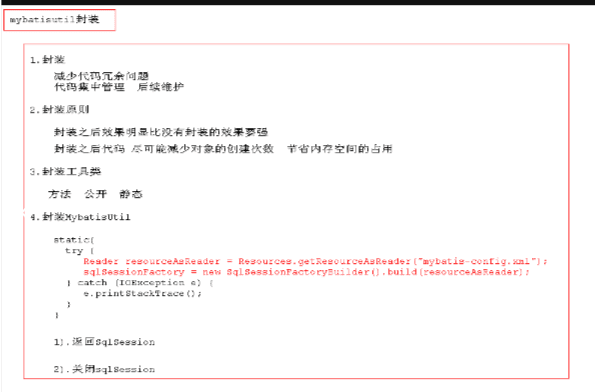 mybatisutil封装
1.封装
减少代码冗余问题
代码集中管理 后续维护
2.封装原则
封装之后效果明显比没有封装的效果要强
封装之后代码 尽可能减少对象的创建次数 节省内存空间的占用
3.封装工具类
方法 公开 静态
4.封装MybatisUtil
static{
try {
Reader resourceAsReader = Resources.getResourceAsReader("mybatis-config.xml");
sqlSessionFactory = new SqlSessionFactoryBuilder().build(resourceAsReader);
} catch (IOException e) {
e.printStackTrace();
}
}
1).返回SqlSession
2).关闭sqlSession